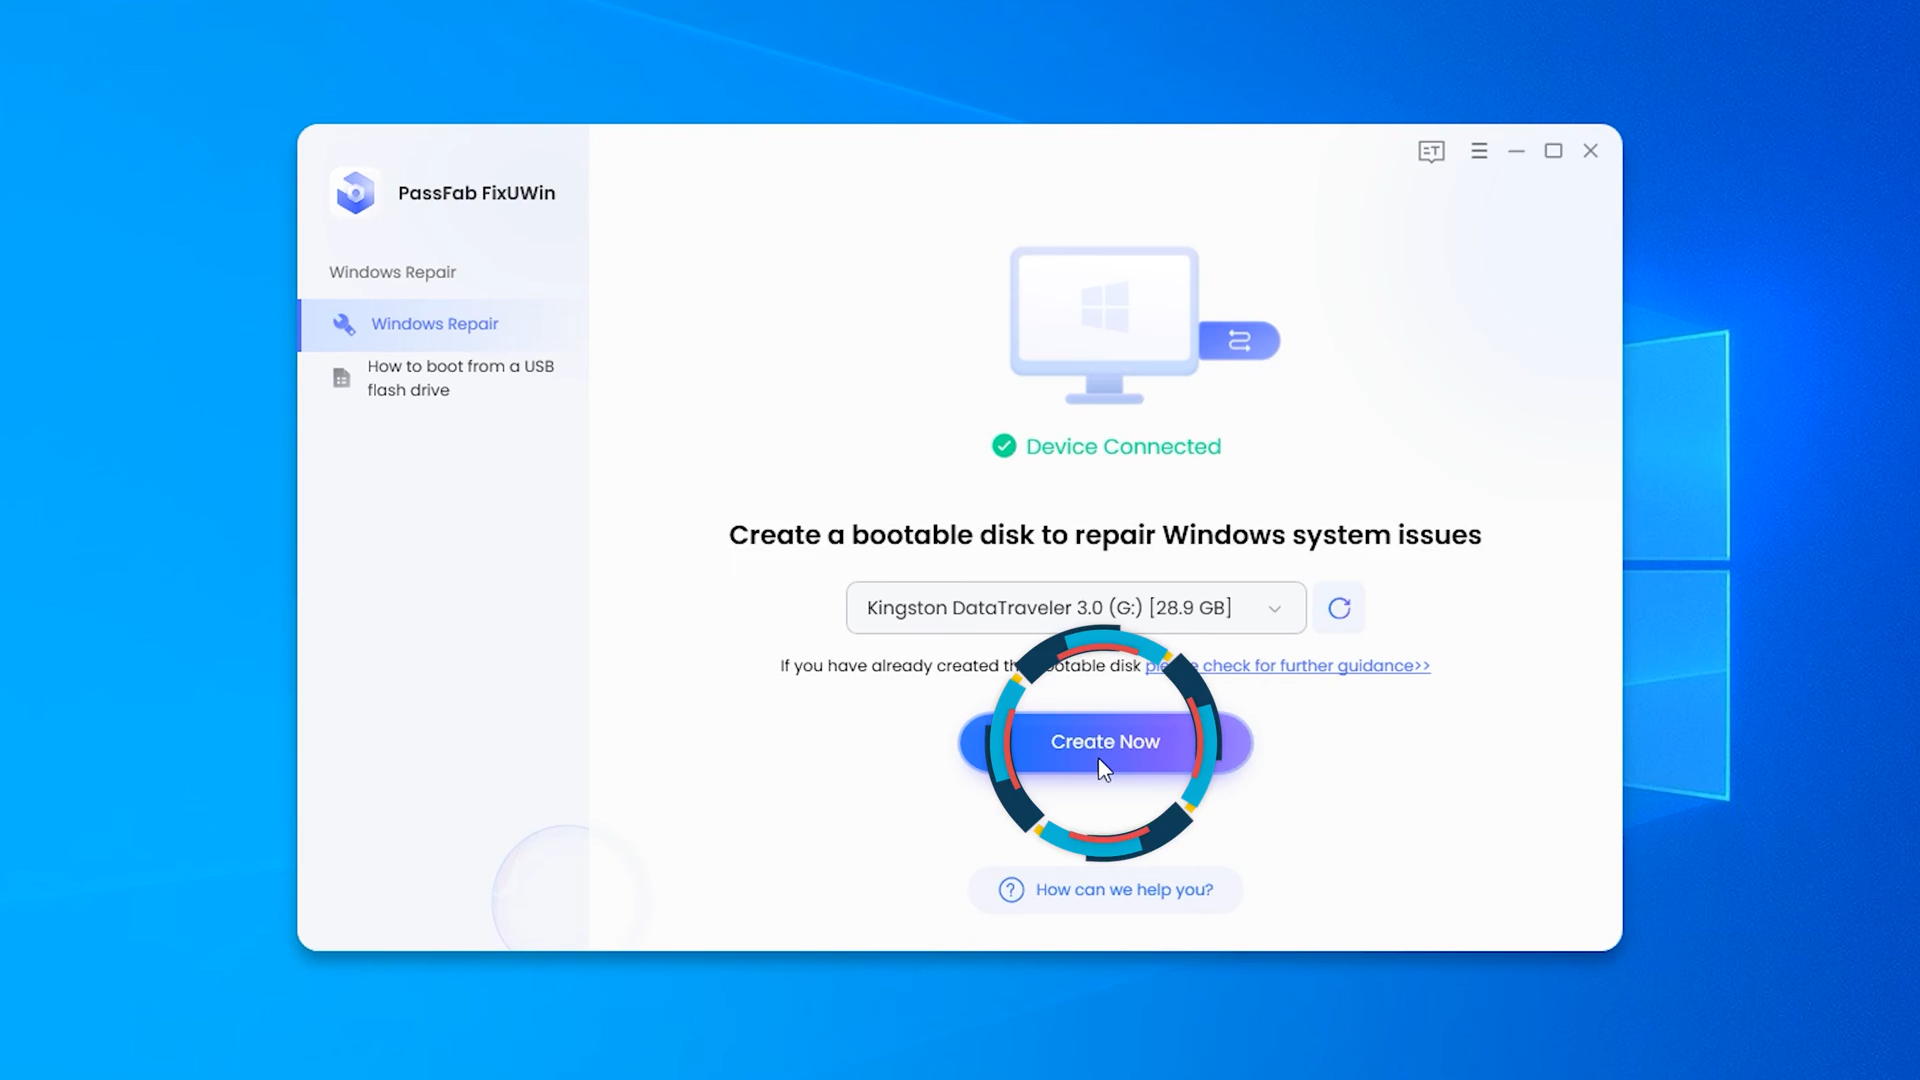 PassFab FixUWin
Windows Repair
Windows Repair
How to boot from a USB
flash drive
Device Connected
Create a bootable disk to repair Windows system issues
Kingston DataTraveler 3.0 (G:) [28.9 GB]
If you have already created disk check for further guidance>>
Create Now
? How can we help you?